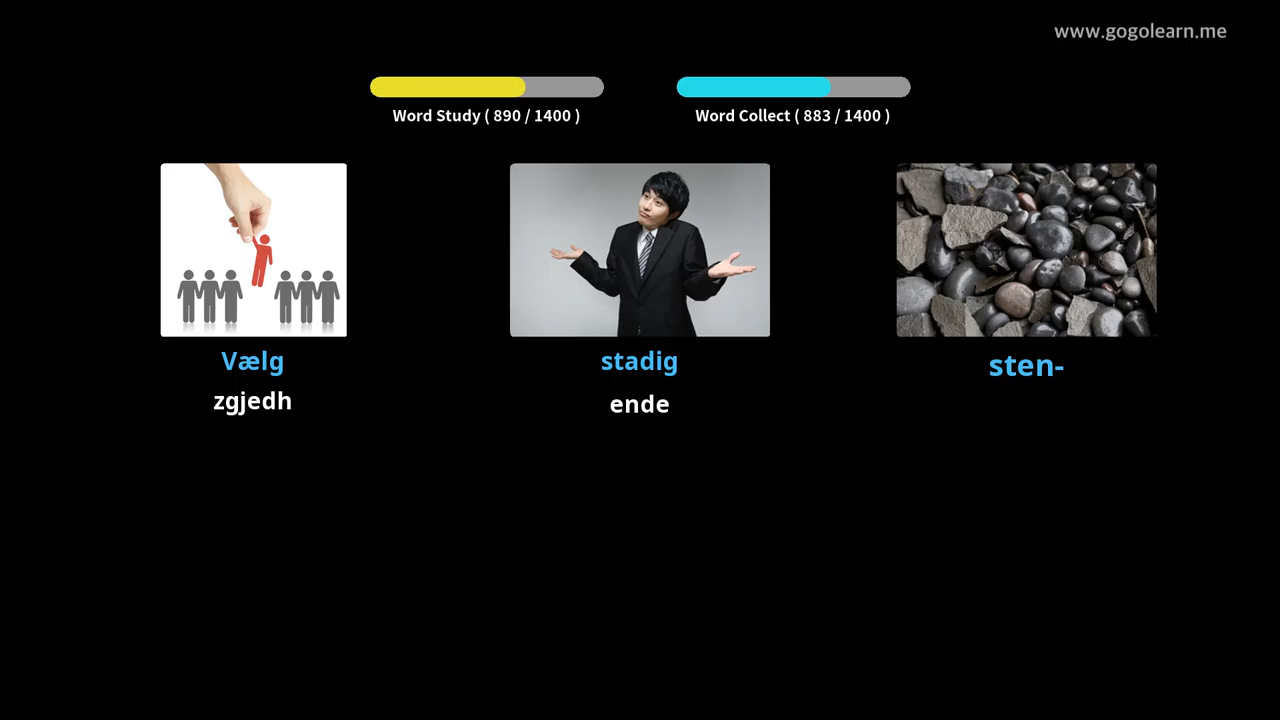 www.gogolearn.me
Word Study ( 890 / 1400 )
Word Collect ( 883 / 1400 )
Vælg
zgjedh
stadig
ende
sten-